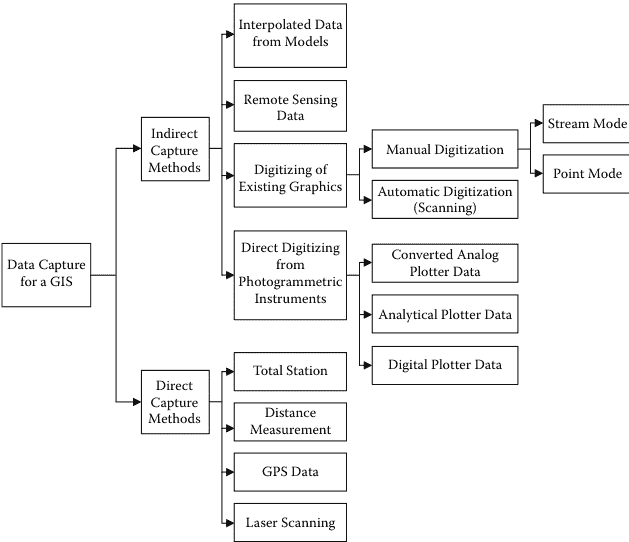 Data Capture
for a GIS
Indirect
Capture
Methods
Interpolated Data
from Models
Remote Sensing
Data
Digitizing of
Existing Graphics
Manual Digitization
Stream Mode
Point Mode
Automatic Digitization
(Scanning)
Direct Digitizing
from
Photogrammetric
Instruments
Converted Analog
Plotter Data
Analytical Plotter Data
Digital Plotter Data
Direct
Capture
Methods
Total Station
Distance
Measurement
GPS Data
Laser Scanning